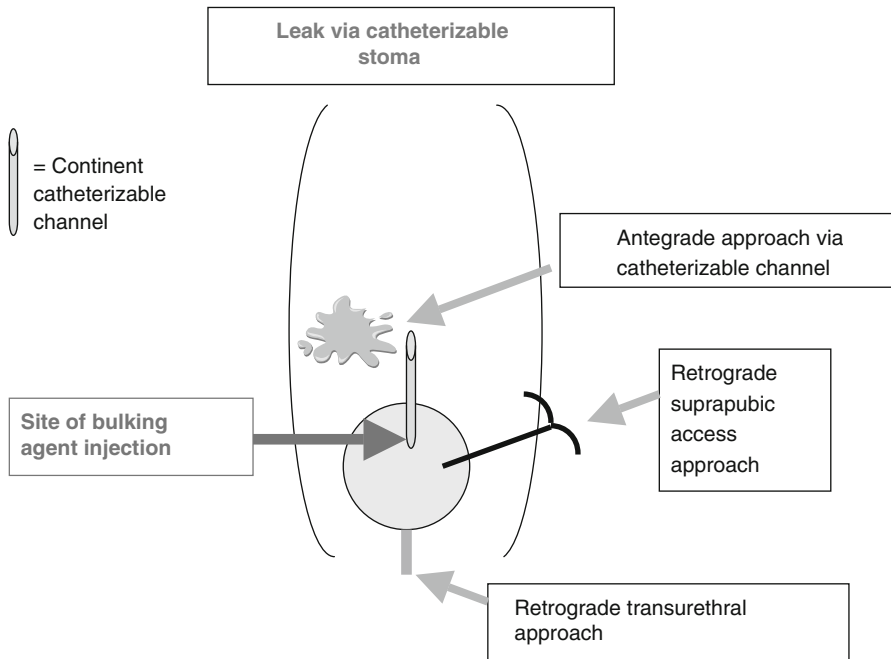 Leak via catheterizable
stoma
= Continent
catheterizable
channel
Antegrade approach via
catheterizable channel
Retrograde
suprapubic
access
approach
Site of bulking
agent injection
Retrograde transurethral
approach